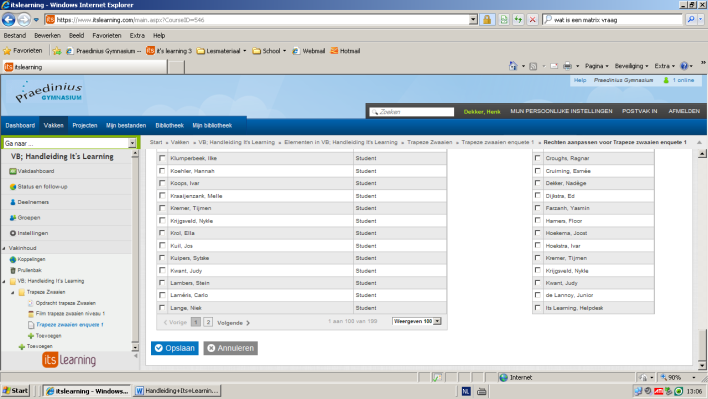 itslearning - Windows Internet Explorer
https://www.itslearning.com/main.aspx?CourseID=546
wat is een matrix vraag
Bestand Bewerken Beeld Favorieten Extra Help
Favorieten Praedinius Gymnasium -- it's learning 3 Lesmateriaal School Webmail Hotmail
itslearning
Pagina Beveiliging Extra
Help Praedinius Gymnasium 1 online
Praedinius
GYMNASIUM
Zoeken
Dekker, Henk MIJN PERSOONLIJKE INSTELLINGEN POSTVAK IN AFMELDEN
Dashboard Vakken Projecten Mijn bestanden Bibliotheek Mijn bibliotheek
Ga naar ...
Start » Vakken » VB; Handleiding It's Learning » Elementen in VB; Handleiding It's Learning » Trapeze Zwaaien » Trapeze zwaaien enquete 1 » Rechten aanpassen voor Trapeze zwaaien enquete 1
VB; Handleiding It's Learning
Vakdashboard
Status en follow-up
Deelnemers
Groepen
Instellingen
Vakinhoud
Koppelingen
Prullenbak
VB; Handleiding It's Learning
Trapeze Zwaaien
Opdracht trapeze Zwaaien
Film trapeze zwaaien niveau 1
Trapeze zwaaien enquete 1
Toevoegen
Toevoegen
its Learning
Klumperbeek, Ilke Student
Koehler, Hannah Student
Koops, Ivar Student
Kraaijenzank, Melle Student
Kremer, Tijmen Student
Krijgsveld, Nykle Student
Krol, Ella Student
Kuil, Jos Student
Kuipers, Sytske Student
Kwant, Judy Student
Lambers, Stein Student
Laméris, Carlo Student
Lange, Niek Student
Croughs, Ragnar
Cruiming, Esmée
Dekker, Nadège
Dijkstra, Ed
Farzanh, Yasmin
Hamers, Floor
Hoekema, Joost
Hoekstra, Ivar
Kremer, Tijmen
Krijgsveld, Nykle
Kwant, Judy
de Lannoy, Junior
Its Learning, Helpdesk
Vorige 1 2 Volgende
Weergeven 100
Opslaan Annuleren
Internet
90%
Start itslearning - Windows... Handleiding+Its+Learnin...
NL
13:06